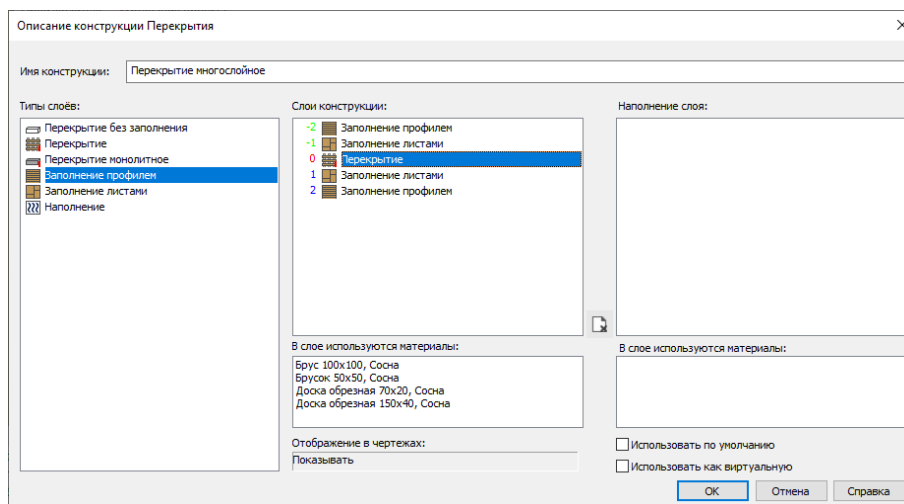 Описание конструкции Перекрытия
Имя конструкции: Перекрытие многослойное
Типы слоёв:
Перекрытие без заполнения
Перекрытие
Перекрытие монолитное
Заполнение профилем
Заполнение листами
Наполнение
Слои конструкции:
-2 Заполнение профилем
-1 Заполнение листами
0 Перекрытие
1 Заполнение листами
2 Заполнение профилем
В слое используются материалы:
Брус 100x100, Сосна
Брусок 50x50, Сосна
Доска обрезная 70x20, Сосна
Доска обрезная 150x40, Сосна
Отображение в чертежах:
Показывать
Наполнение слоя:
В слое используются материалы:
Использовать по умолчанию
Использовать как виртуальную
OK Отмена Справка